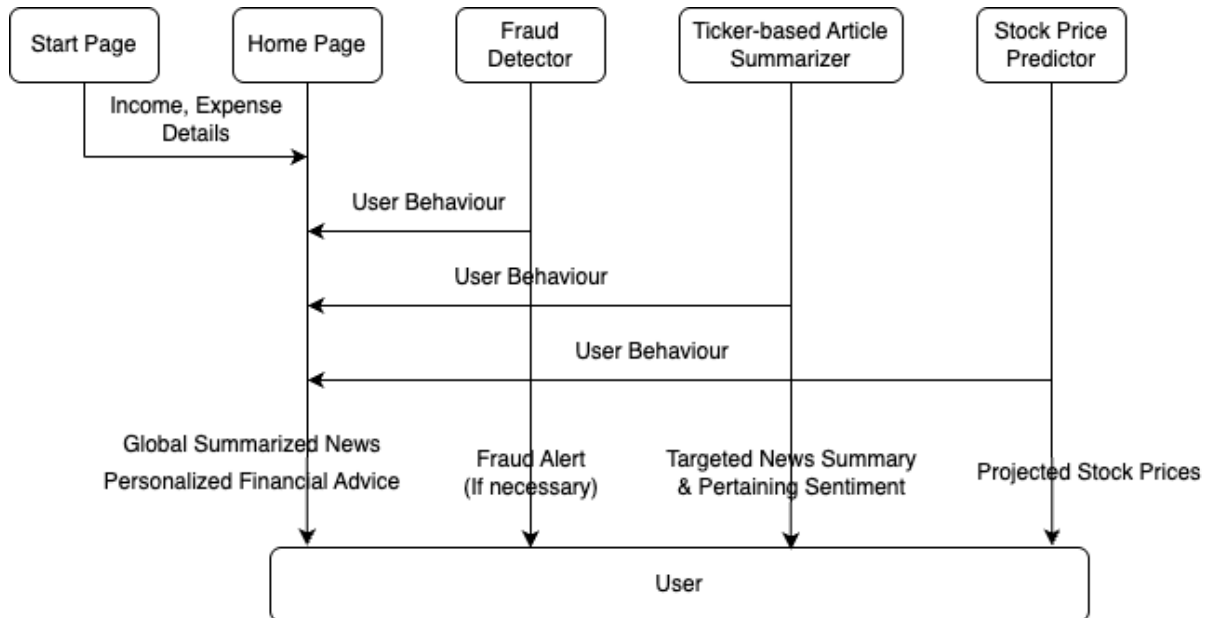 Start Page
Home Page
Fraud
Detector
Ticker-based Article
Summarizer
Stock Price
Predictor
Income, Expense
Details
User Behaviour
User Behaviour
User Behaviour
Global Summarized News
Personalized Financial Advice
Fraud Alert
(If necessary)
Targeted News Summary
& Pertaining Sentiment
Projected Stock Prices
User